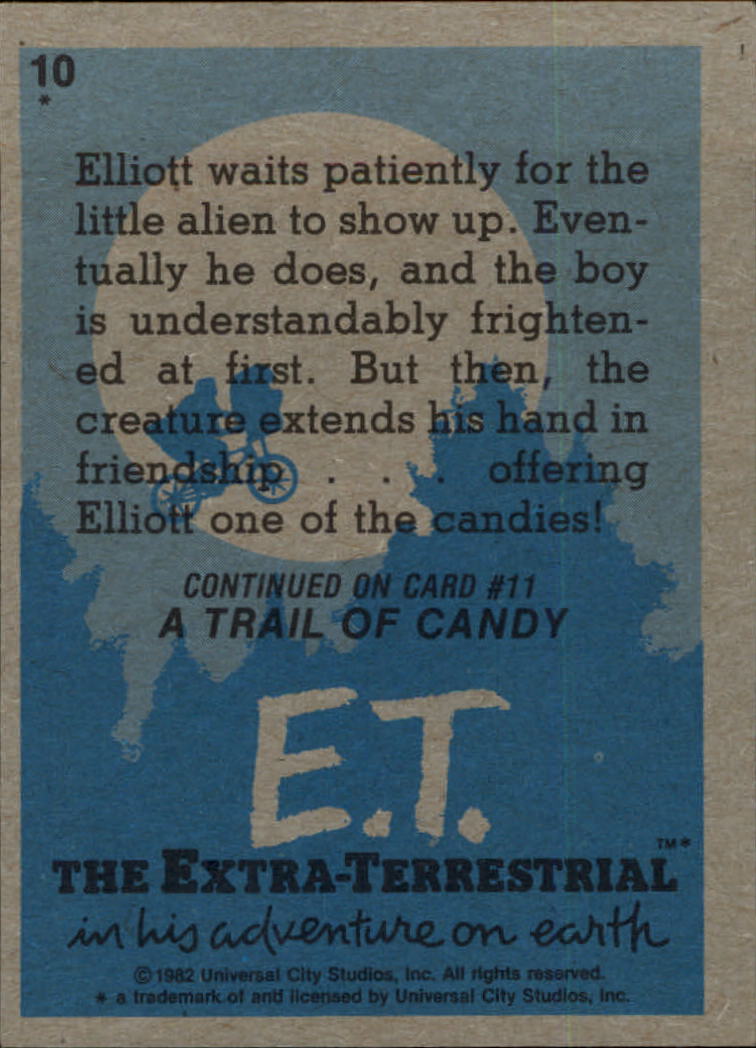 10
*
Elliott waits patiently for the
little alien to show up. Even-
tually he does, and the boy
is understandably frighten-
ed at first. But then, the
creature extends his hand in
friendship . . . offering
Elliott one of the candies!
CONTINUED ON CARD #11
A TRAIL OF CANDY
E.T.
THE EXTRA-TERRESTRIAL™*
in his adventure on earth
©1982 Universal City Studios, Inc. All rights reserved.
* a trademark of and licensed by Universal City Studios, Inc.